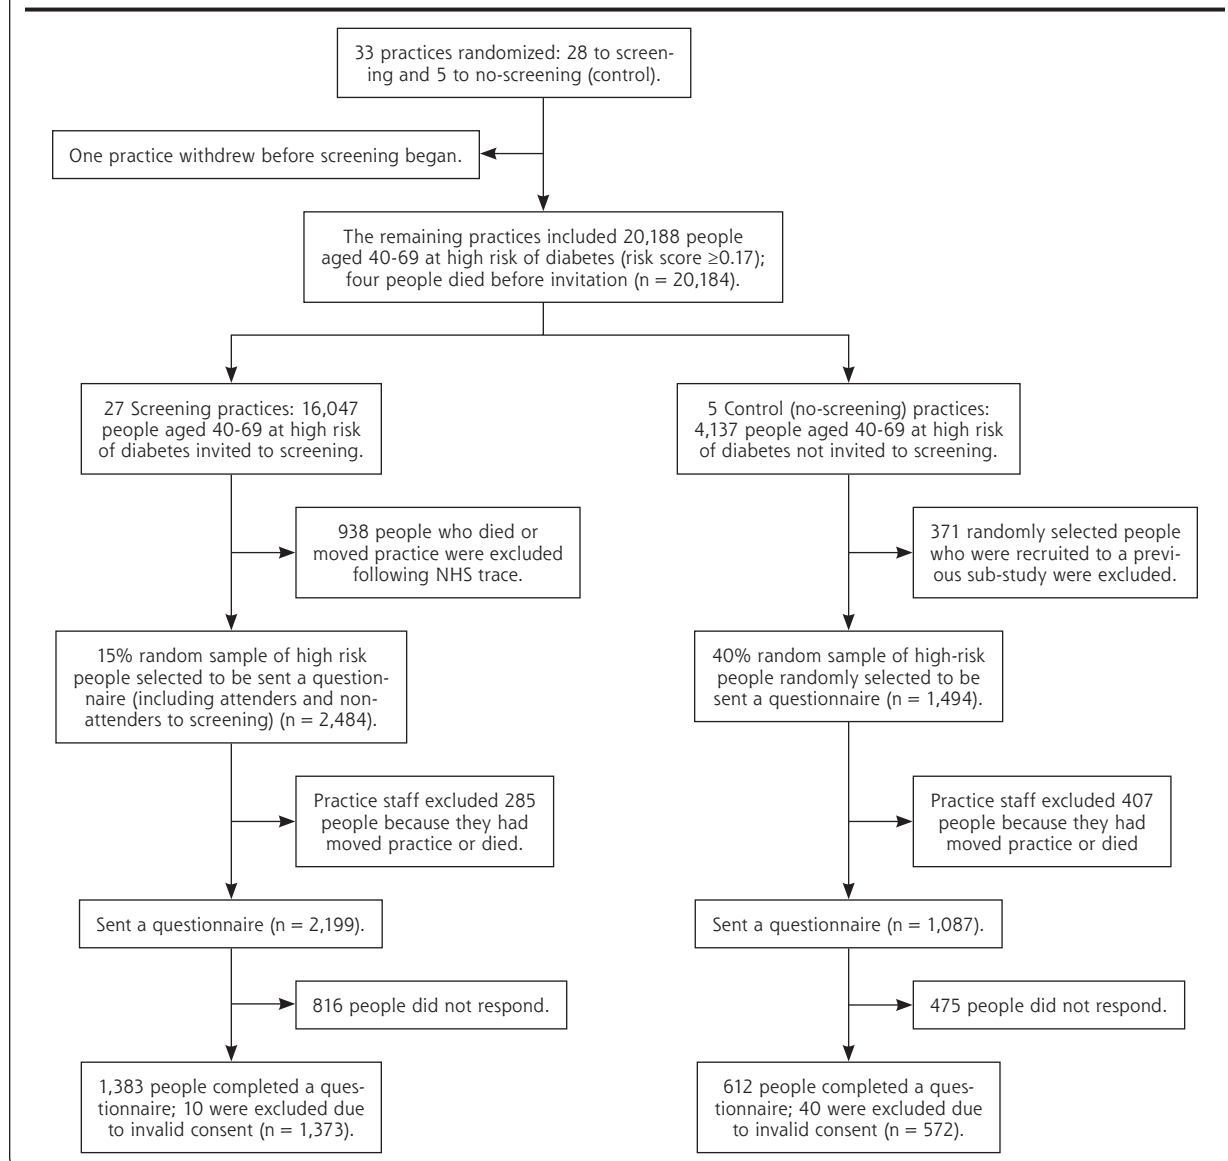 33 practices randomized: 28 to screen-
ing and 5 to no-screening (control).
One practice withdrew before screening began.
The remaining practices included 20,188 people
aged 40-69 at high risk of diabetes (risk score ≥0.17);
four people died before invitation (n = 20,184).
27 Screening practices: 16,047
people aged 40-69 at high risk
of diabetes invited to screening.
5 Control (no-screening) practices:
4,137 people aged 40-69 at high risk
of diabetes not invited to screening.
938 people who died or
moved practice were excluded
following NHS trace.
371 randomly selected people
who were recruited to a previ-
ous sub-study were excluded.
15% random sample of high risk
people selected to be sent a question-
naire (including attenders and non-
attenders to screening) (n = 2,484).
40% random sample of high-risk
people randomly selected to be
sent a questionnaire (n = 1,494).
Practice staff excluded 285
people because they had
moved practice or died.
Practice staff excluded 407
people because they had
moved practice or died
Sent a questionnaire (n = 2,199).
Sent a questionnaire (n = 1,087).
816 people did not respond.
475 people did not respond.
1,383 people completed a ques-
tionnaire; 10 were excluded due
to invalid consent (n = 1,373).
612 people completed a ques-
tionnaire; 40 were excluded due
to invalid consent (n = 572).